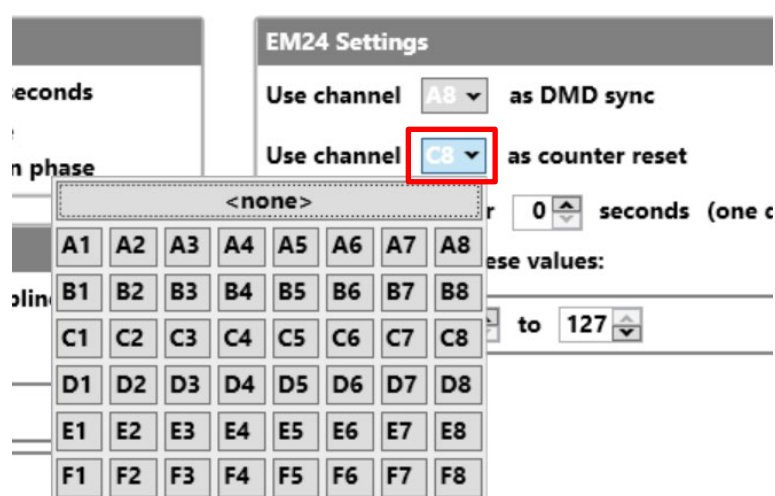 EM24 Settings
econds
Use channel A8 as DMD sync
n phase
Use channel C8 as counter reset
<none>
r 0 seconds (one c
A1 A2 A3 A4 A5 A6 A7 A8
ese values:
plin
B1 B2 B3 B4 B5 B6 B7 B8
C1 C2 C3 C4 C5 C6 C7 C8
to 127
D1 D2 D3 D4 D5 D6 D7 D8
E1 E2 E3 E4 E5 E6 E7 E8
F1 F2 F3 F4 F5 F6 F7 F8